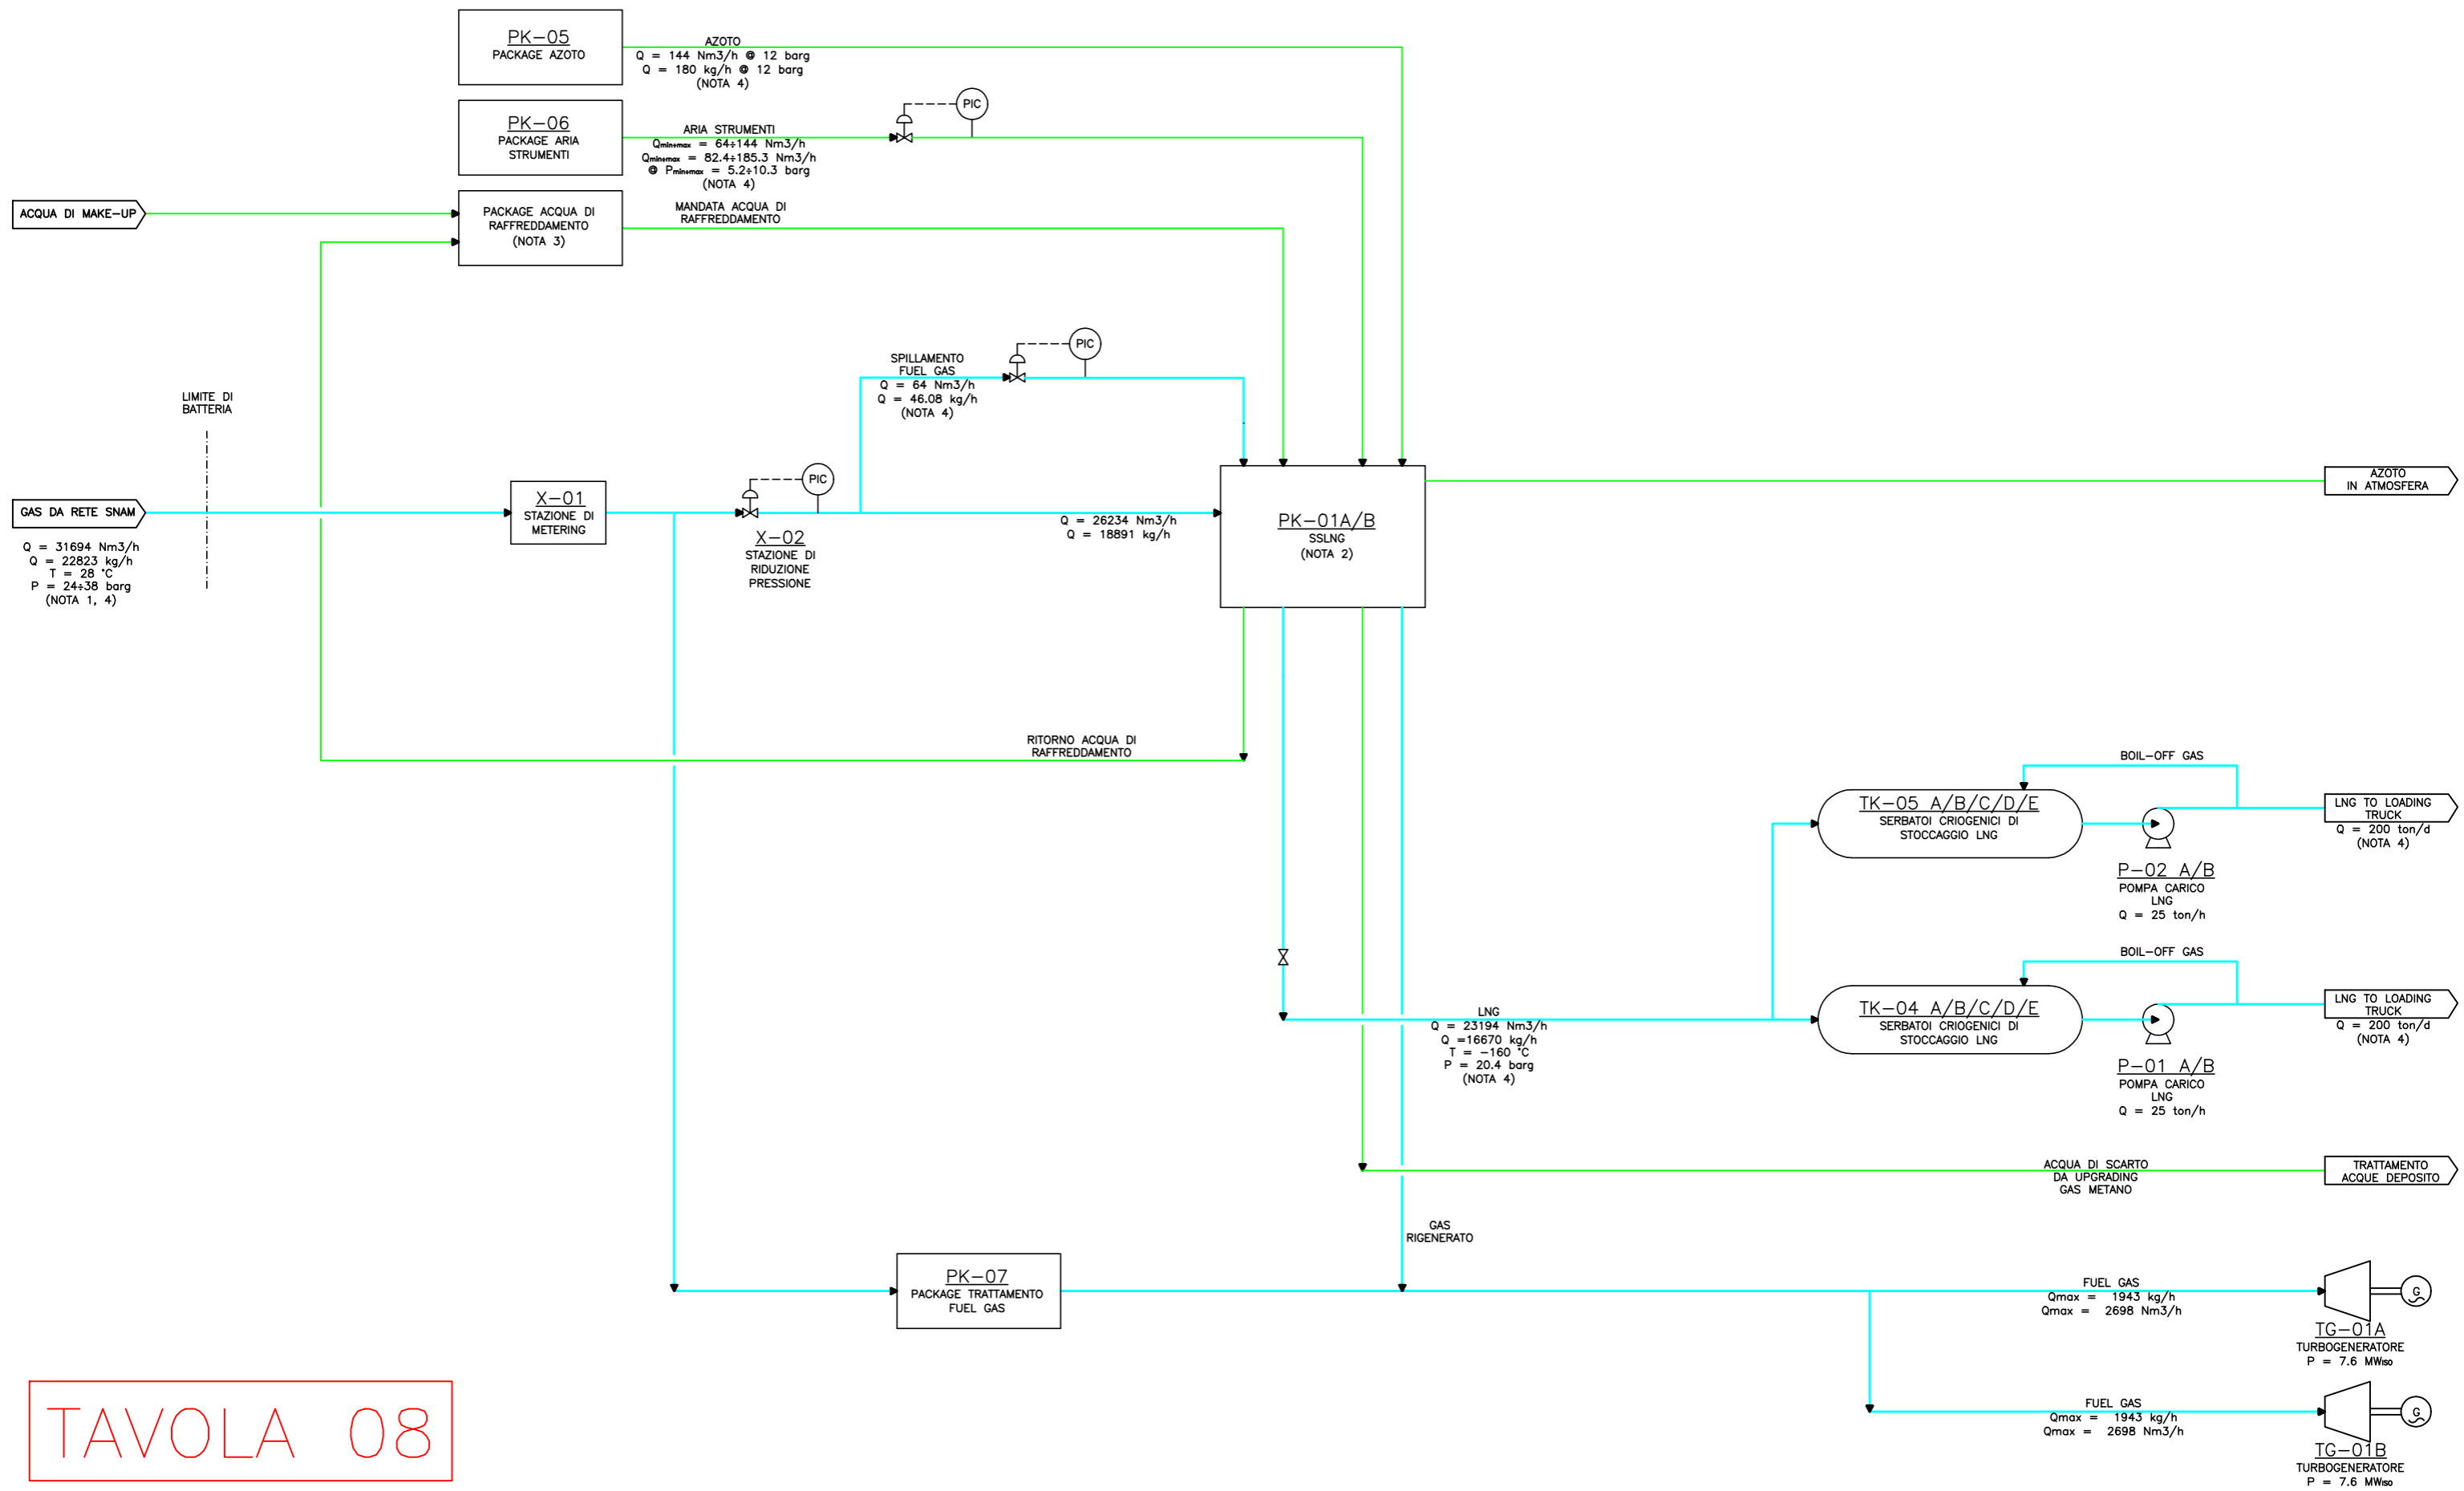 PK-05
PACKAGE AZOTO
AZOTO
Q = 144 Nm3/h @ 12 barg
Q = 180 kg/h @ 12 barg
(NOTA 4)
PK-06
PACKAGE ARIA
STRUMENTI
ARIA STRUMENTI
Qmin÷max = 64÷144 Nm3/h
Qmin÷max = 82.4÷185.3 Nm3/h
@ Pmin÷max = 5.2÷10.3 barg
(NOTA 4)
PIC
ACQUA DI MAKE-UP
PACKAGE ACQUA DI
RAFFREDDAMENTO
(NOTA 3)
MANDATA ACQUA DI
RAFFREDDAMENTO
SPILLAMENTO
FUEL GAS
Q = 64 Nm3/h
Q = 46.08 kg/h
(NOTA 4)
PIC
LIMITE DI
BATTERIA
GAS DA RETE SNAM
Q = 31694 Nm3/h
Q = 22823 kg/h
T = 28 °C
P = 24÷38 barg
(NOTA 1, 4)
X-01
STAZIONE DI
METERING
PIC
X-02
STAZIONE DI
RIDUZIONE
PRESSIONE
Q = 26234 Nm3/h
Q = 18891 kg/h
PK-01A/B
SSLNG
(NOTA 2)
AZOTO
IN ATMOSFERA
RITORNO ACQUA DI
RAFFREDDAMENTO
BOIL-OFF GAS
TK-05 A/B/C/D/E
SERBATOI CRIOGENICI DI
STOCCAGGIO LNG
LNG TO LOADING
TRUCK
Q = 200 ton/d
(NOTA 4)
P-02 A/B
POMPA CARICO
LNG
Q = 25 ton/h
BOIL-OFF GAS
TK-04 A/B/C/D/E
SERBATOI CRIOGENICI DI
STOCCAGGIO LNG
LNG TO LOADING
TRUCK
Q = 200 ton/d
(NOTA 4)
P-01 A/B
POMPA CARICO
LNG
Q = 25 ton/h
LNG
Q = 23194 Nm3/h
Q =16670 kg/h
T = -160 °C
P = 20.4 barg
(NOTA 4)
ACQUA DI SCARTO
DA UPGRADING
GAS METANO
TRATTAMENTO
ACQUE DEPOSITO
GAS
RIGENERATO
PK-07
PACKAGE TRATTAMENTO
FUEL GAS
FUEL GAS
Qmax = 1943 kg/h
Qmax = 2698 Nm3/h
G
TG-01A
TURBOGENERATORE
P = 7.6 MWiso
FUEL GAS
Qmax = 1943 kg/h
Qmax = 2698 Nm3/h
G
TG-01B
TURBOGENERATORE
P = 7.6 MWiso
TAVOLA 08